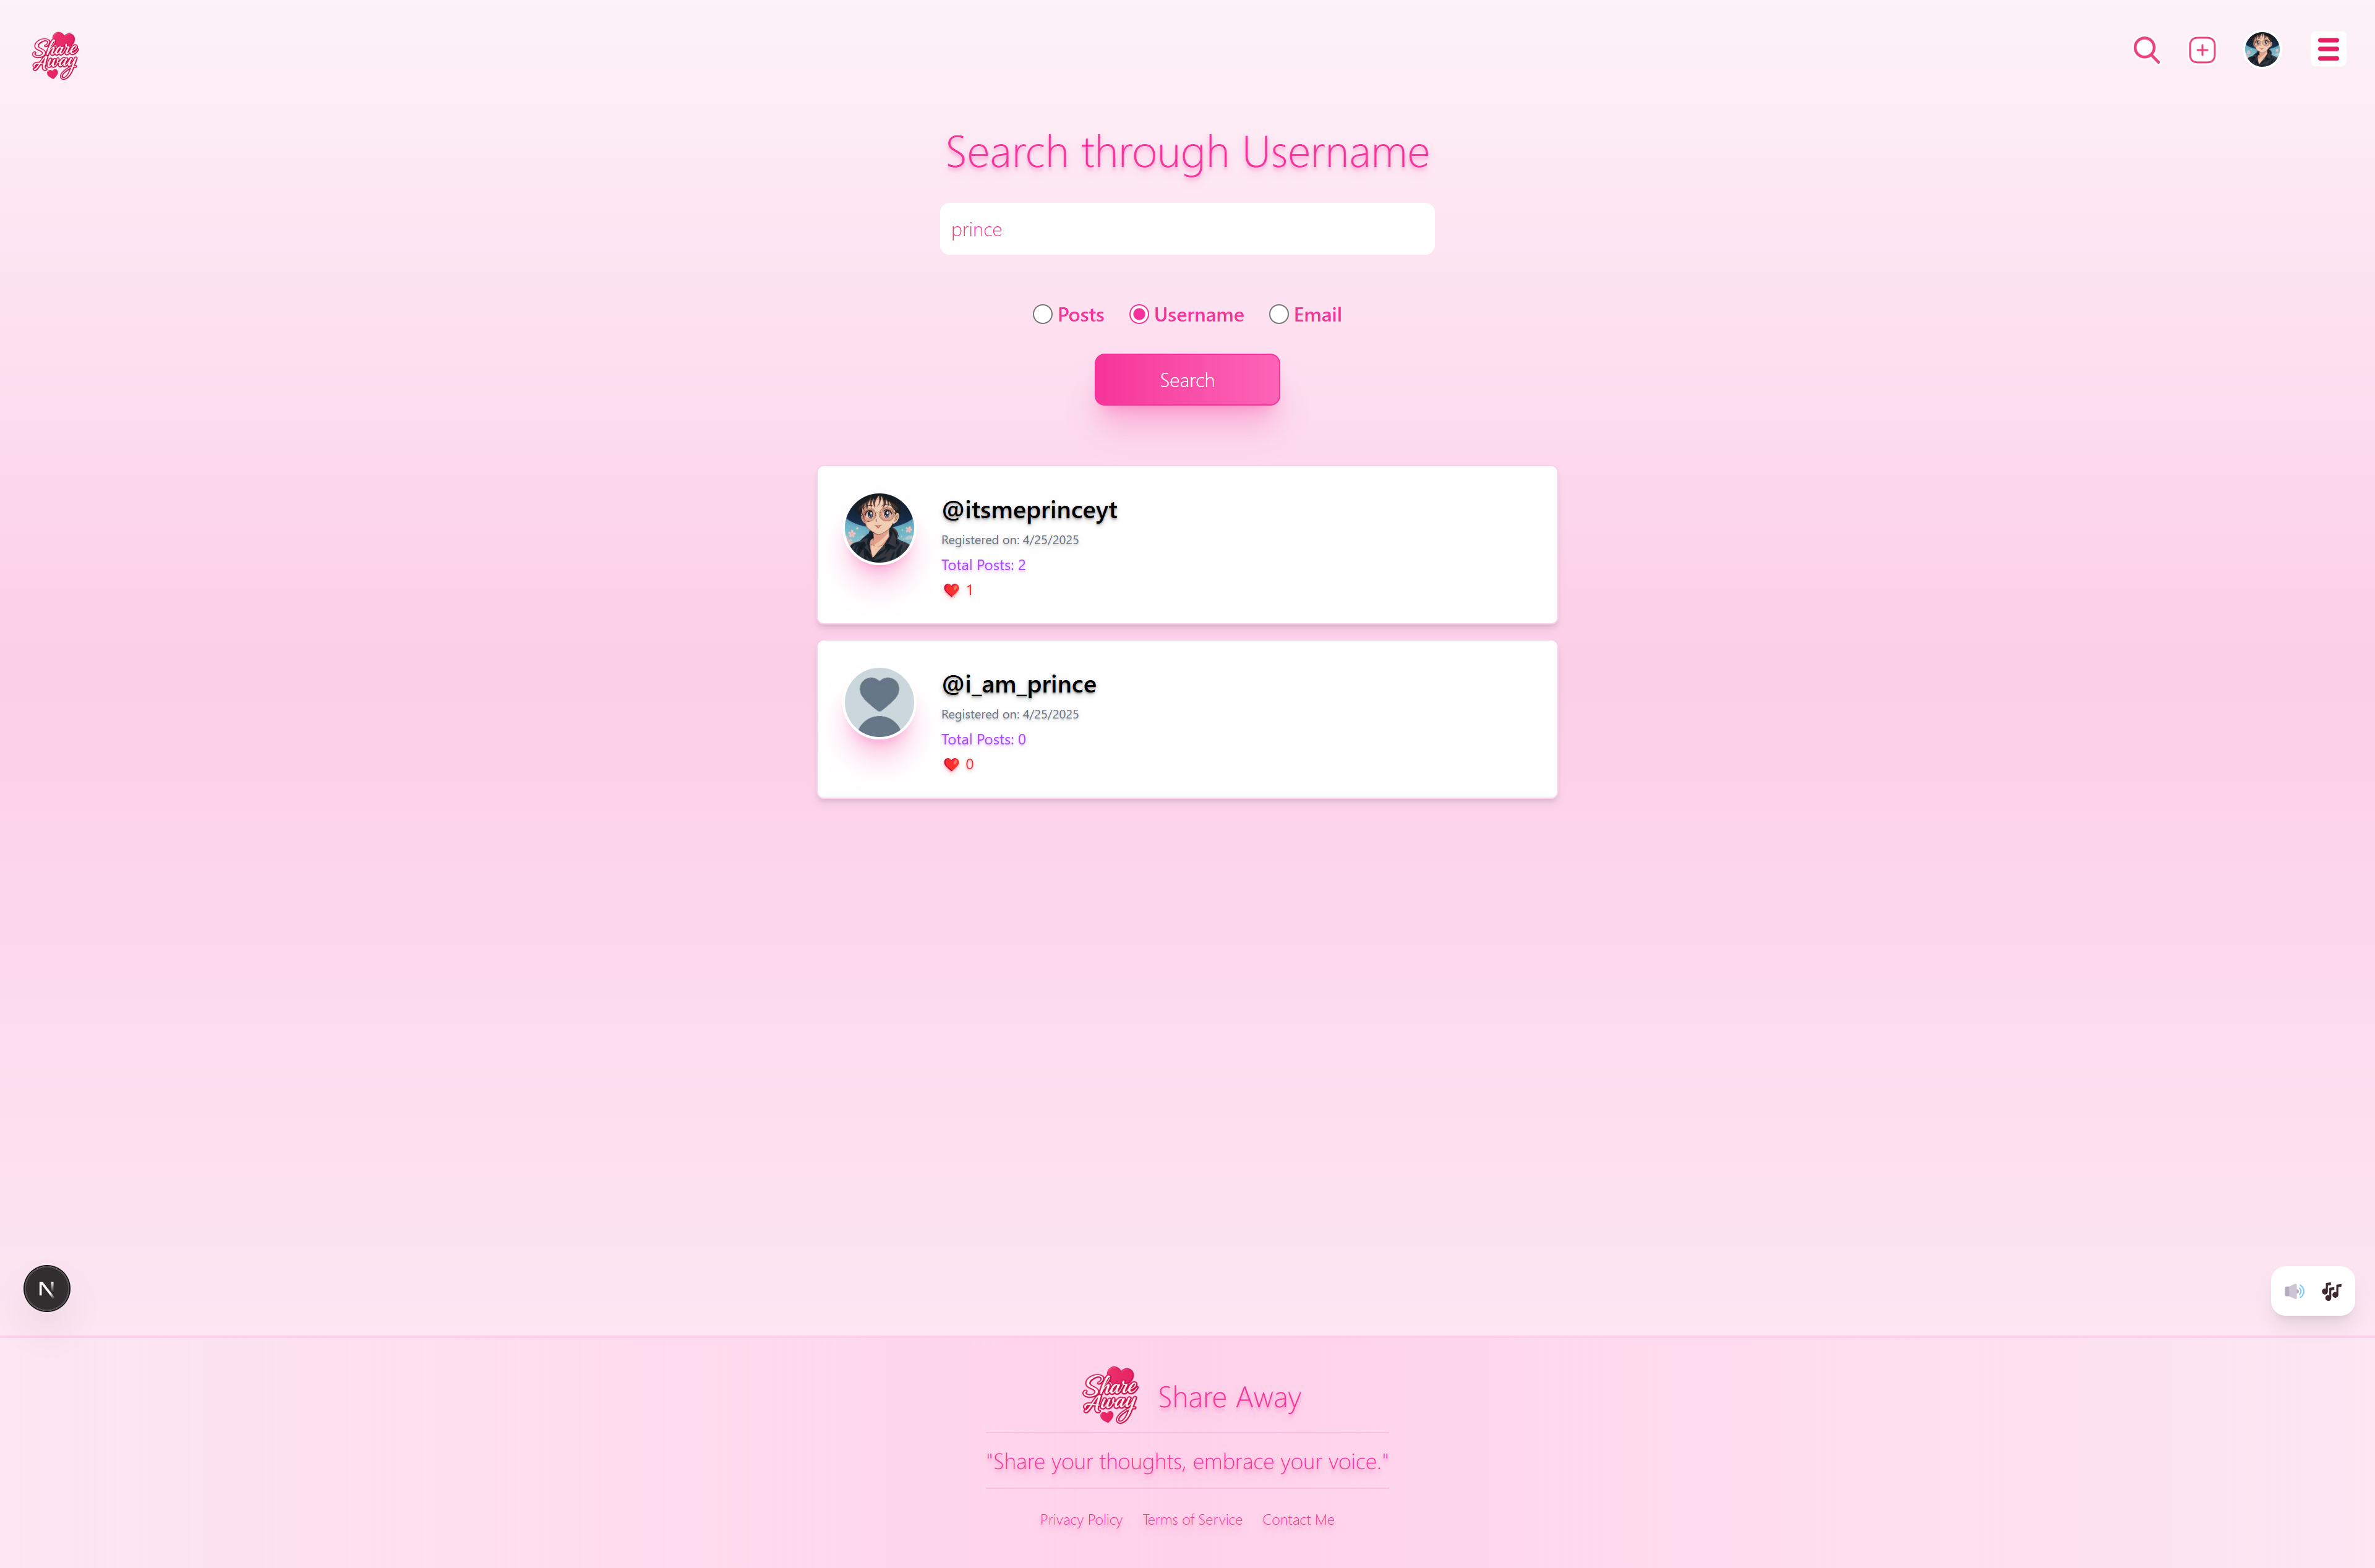 Share
Away
Search through Username
prince
Posts Username Email
Search
@itsmeprinceyt
Registered on: 4/25/2025
Total Posts: 2
❤️ 1
@i_am_prince
Registered on: 4/25/2025
Total Posts: 0
❤️ 0
N
Share
Away
Share Away
"Share your thoughts, embrace your voice."
Privacy Policy Terms of Service Contact Me